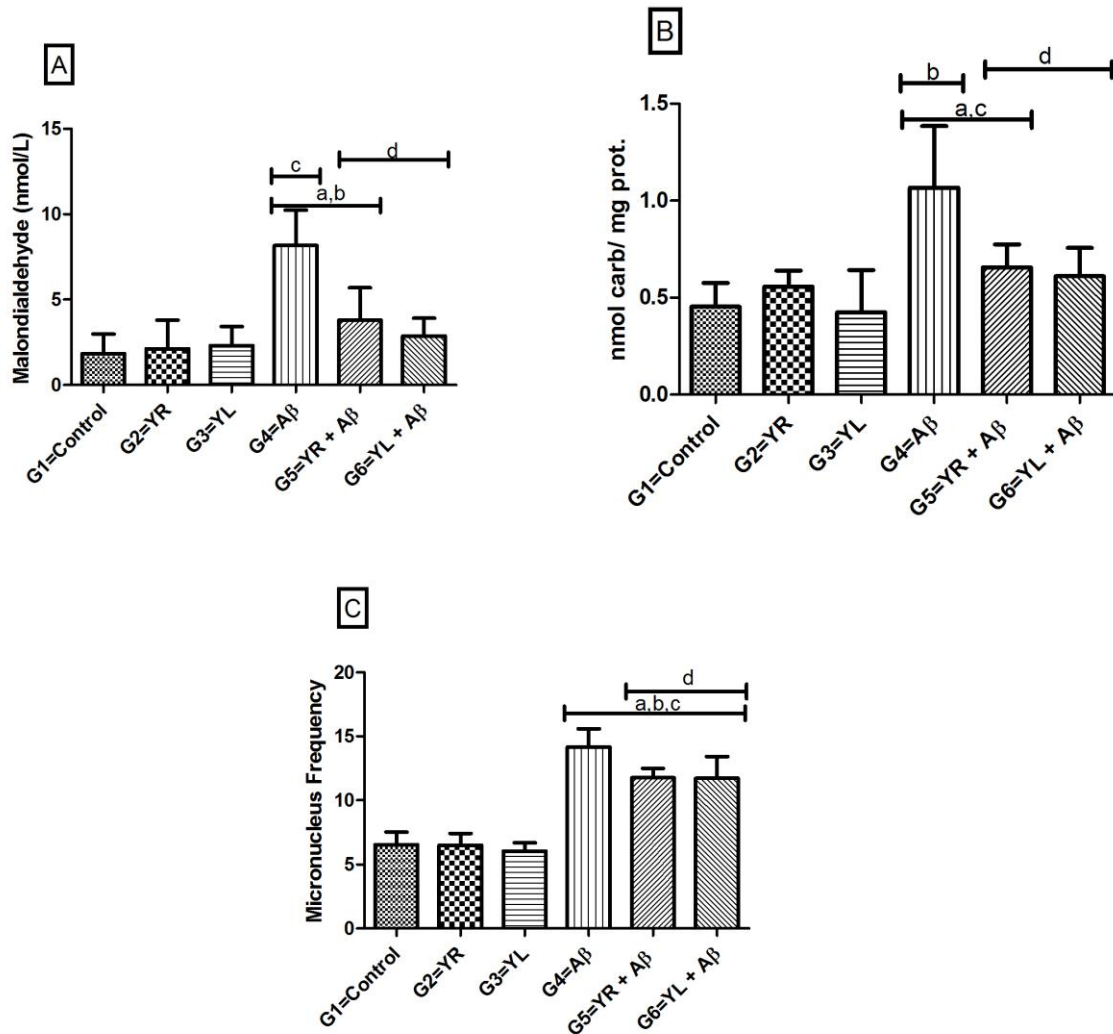 A
Malondialdehyde (nmol/L)
15
10
5
0
c
a,b
d
G1=Control
G2=YR
G3=YL
G4=Aβ
G5=YR + Aβ
G6=YL + Aβ
B
nmol carb/ mg prot.
1.5
1.0
0.5
0.0
b
a,c
d
G1=Control
G2=YR
G3=YL
G4=Aβ
G5=YR + Aβ
G6=YL + Aβ
C
Micronucleus Frequency
20
15
10
5
0
d
a,b,c
G1=Control
G2=YR
G3=YL
G4=Aβ
G5=YR + Aβ
G6=YL + Aβ